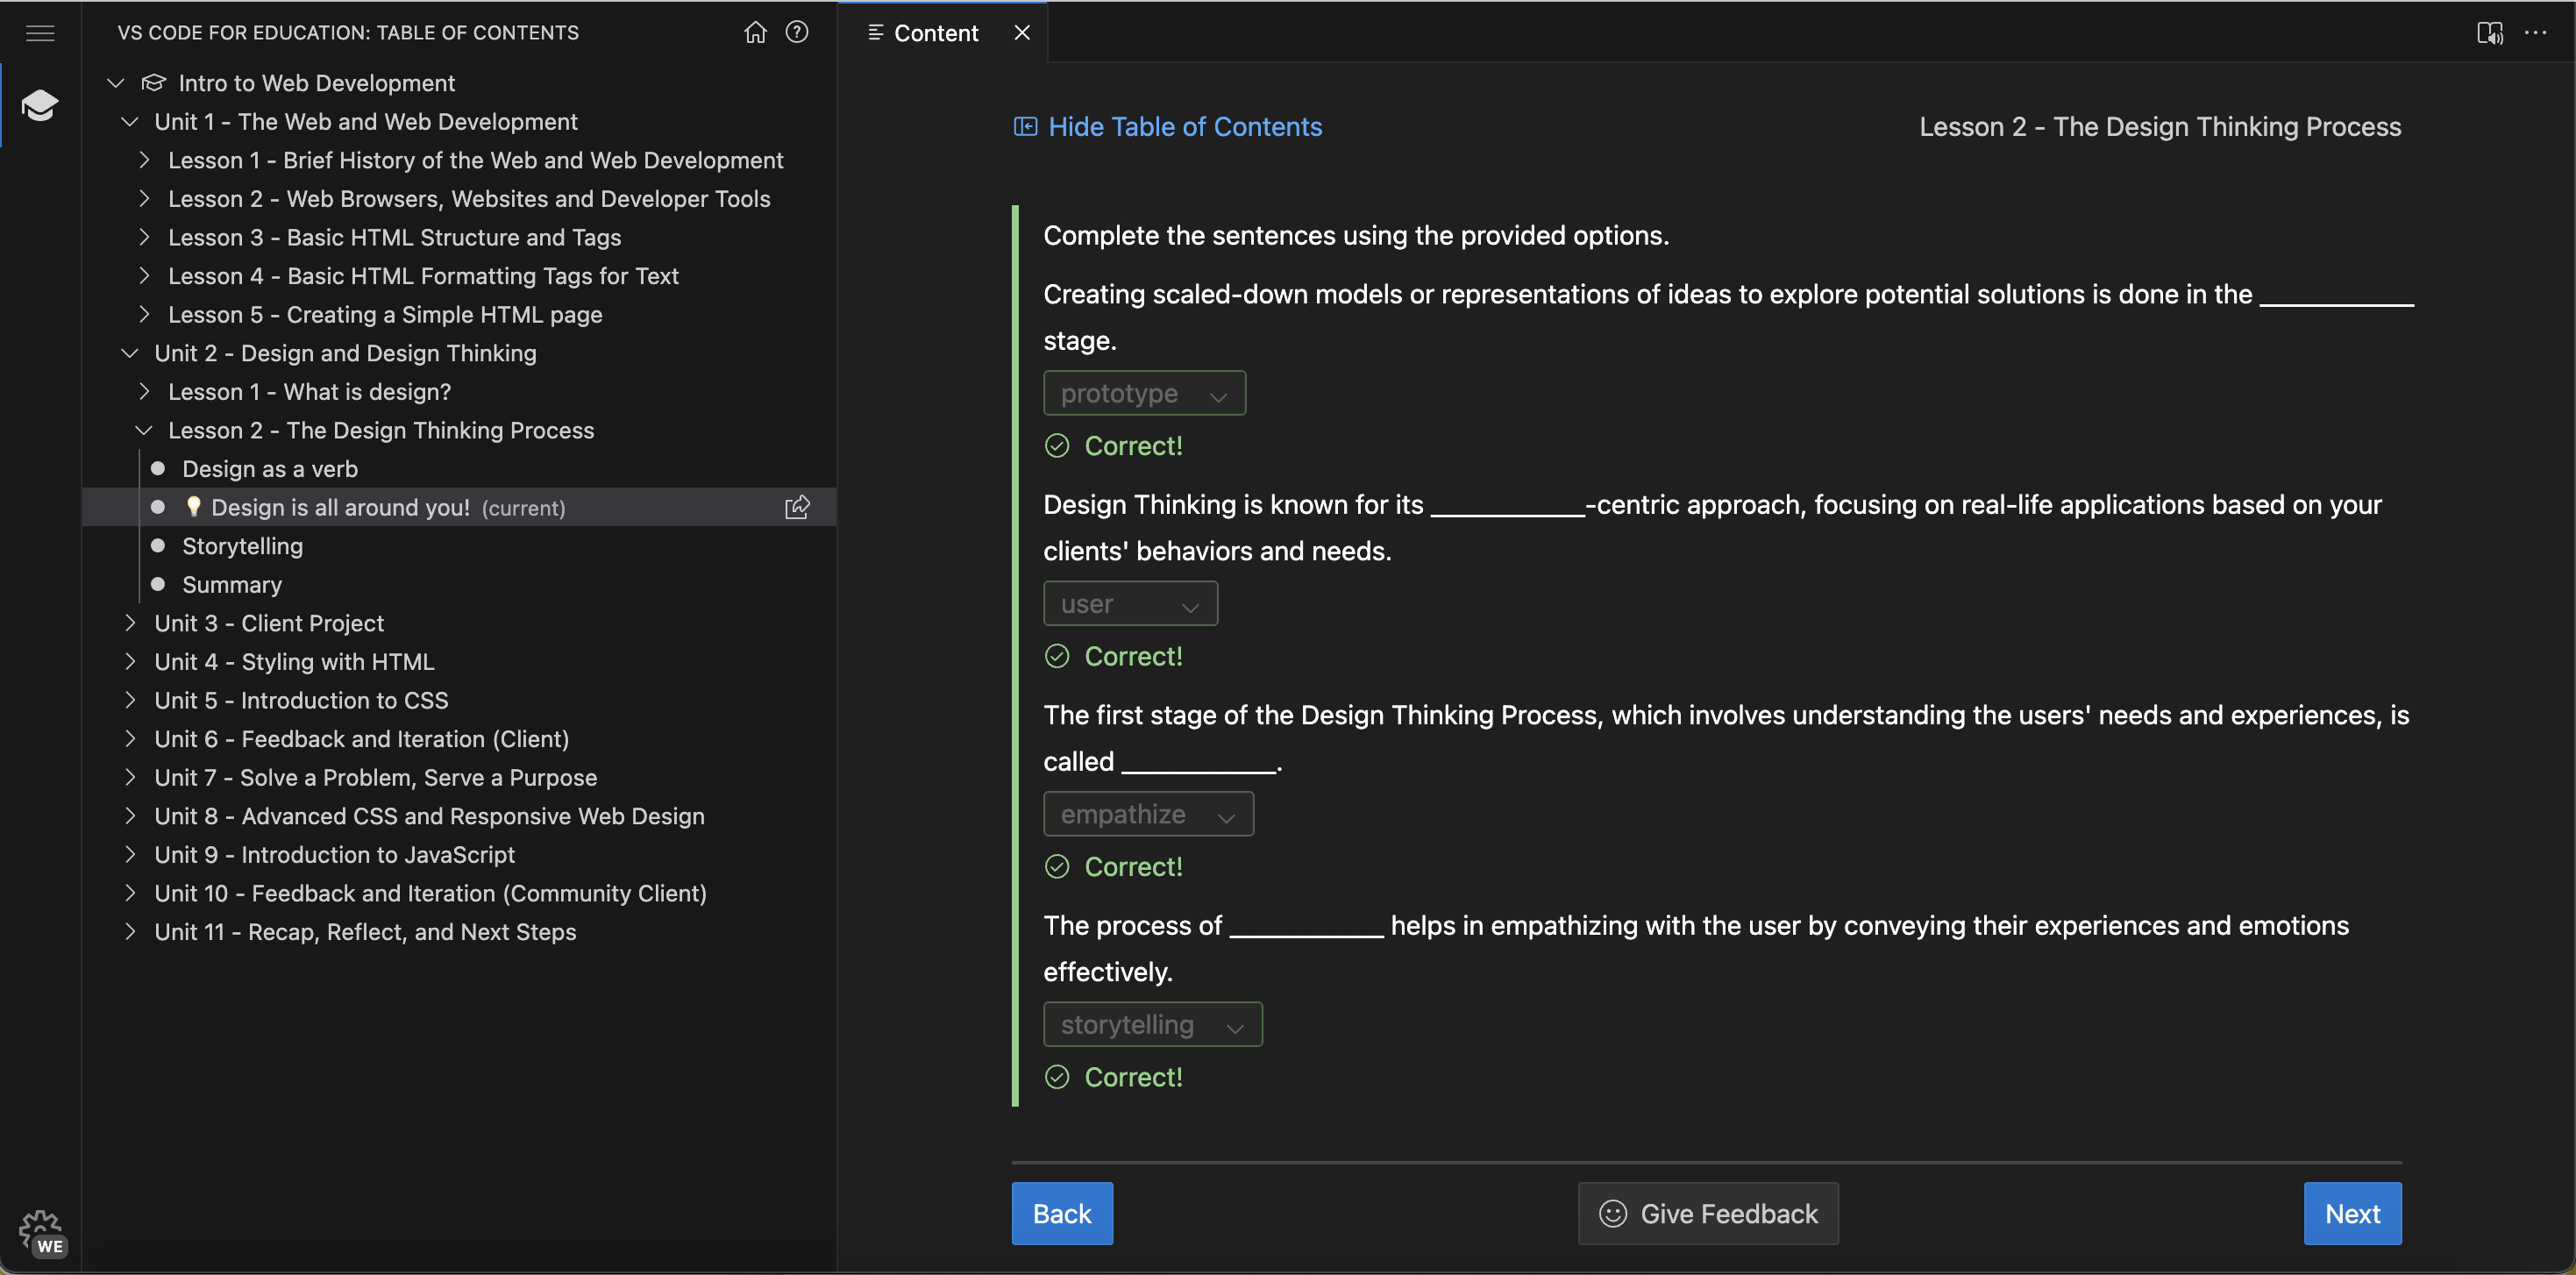 VS CODE FOR EDUCATION: TABLE OF CONTENTS
Intro to Web Development
Unit 1 - The Web and Web Development
Lesson 1 - Brief History of the Web and Web Development
Lesson 2 - Web Browsers, Websites and Developer Tools
Lesson 3 - Basic HTML Structure and Tags
Lesson 4 - Basic HTML Formatting Tags for Text
Lesson 5 - Creating a Simple HTML page
Unit 2 - Design and Design Thinking
Lesson 1 - What is design?
Lesson 2 - The Design Thinking Process
Design as a verb
Design is all around you! (current)
Storytelling
Summary
Unit 3 - Client Project
Unit 4 - Styling with HTML
Unit 5 - Introduction to CSS
Unit 6 - Feedback and Iteration (Client)
Unit 7 - Solve a Problem, Serve a Purpose
Unit 8 - Advanced CSS and Responsive Web Design
Unit 9 - Introduction to JavaScript
Unit 10 - Feedback and Iteration (Community Client)
Unit 11 - Recap, Reflect, and Next Steps
WE
Content
Hide Table of Contents
Lesson 2 - The Design Thinking Process
Complete the sentences using the provided options.
Creating scaled-down models or representations of ideas to explore potential solutions is done in the ___________
stage.
prototype
Correct!
Design Thinking is known for its ___________-centric approach, focusing on real-life applications based on your
clients' behaviors and needs.
user
Correct!
The first stage of the Design Thinking Process, which involves understanding the users' needs and experiences, is
called ___________.
empathize
Correct!
The process of ___________ helps in empathizing with the user by conveying their experiences and emotions
effectively.
storytelling
Correct!
Back
Give Feedback
Next